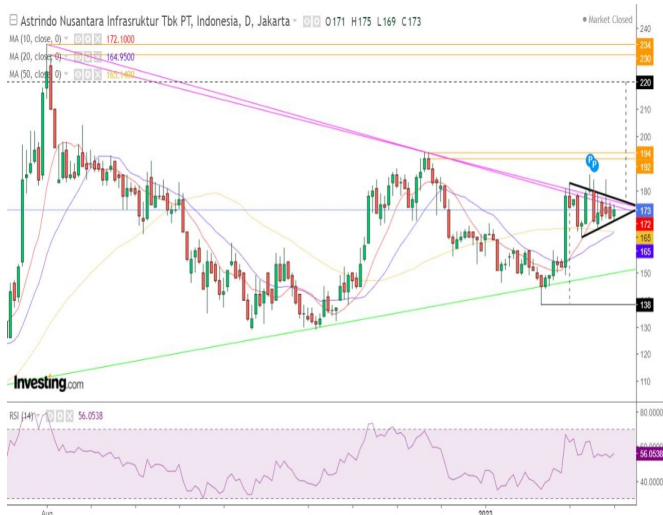 Astrindo Nusantara Infrasruktur Tbk PT, Indonesia, D, Jakarta O171 H175 L169 C173
Market Closed
MA (10, close, 0) 172.1000
MA (20, close, 0) 164.9500
MA (50, close, 0)
240
234
230
220
210
200
194
192
180
173
172
165
165
150
138
130
120
110
P
P
Investing.com
RSI (14) 56.0538
80.0000
56.0538
40.0000
Aug